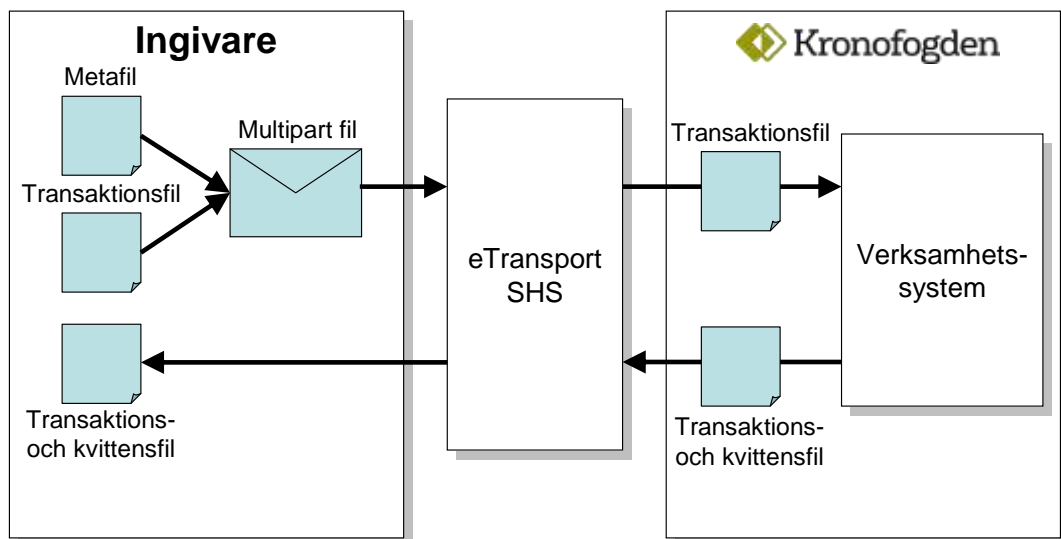 Ingivare
Metafil
Multipart fil
Transaktionsfil
Transaktions-
och kvittensfil
eTransport
SHS
Kronofogden
Transaktionsfil
Verksamhets-
system
Transaktions-
och kvittensfil